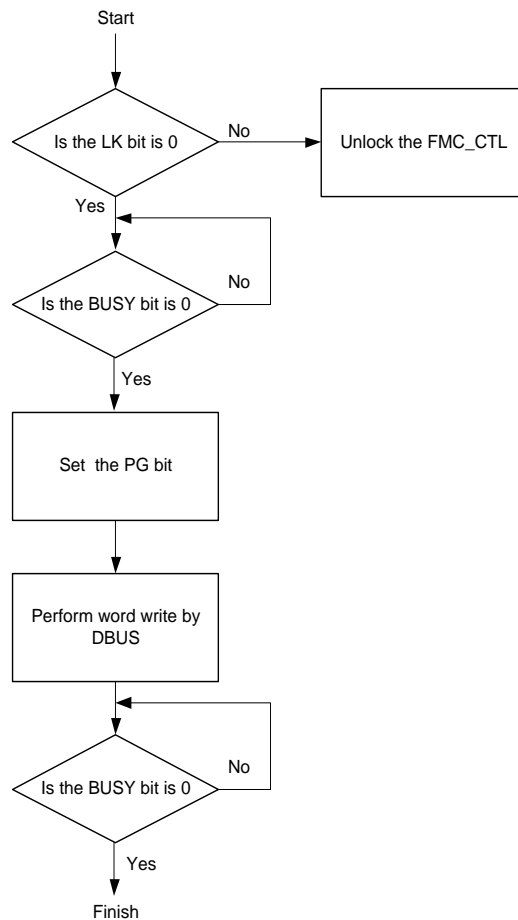 Start
Is the LK bit is 0
No
Unlock the FMC_CTL
Yes
No
Is the BUSY bit is 0
Yes
Set the PG bit
Perform word write by
DBUS
No
Is the BUSY bit is 0
Yes
Finish